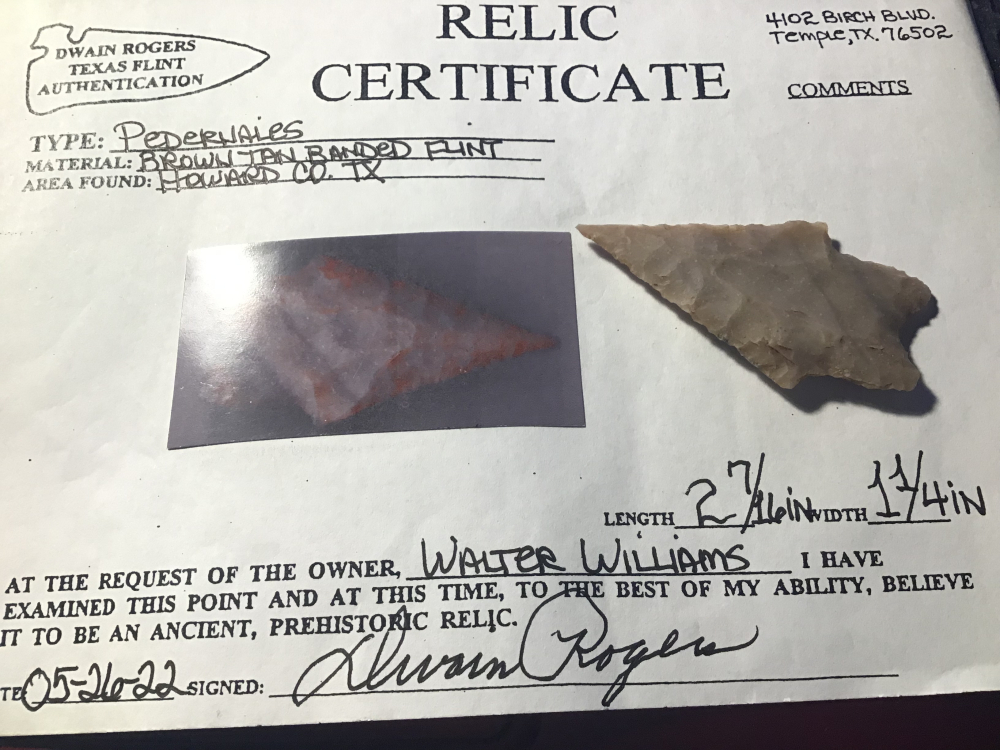 DWAIN ROGERS
TEXAS FLINT
AUTHENTICATION
RELIC
CERTIFICATE
4102 BIRCH BLVD.
Temple, TX. 76502
COMMENTS
TYPE: PEDERNALES
MATERIAL: BROWN TAN BANDED FLINT
AREA FOUND: HOWARD CO. TX
LENGTH 2 7/16 iN WIDTH 1 1/4 iN
AT THE REQUEST OF THE OWNER, WALTER WILLIAMS I HAVE
EXAMINED THIS POINT AND AT THIS TIME, TO THE BEST OF MY ABILITY, BELIEVE
IT TO BE AN ANCIENT, PREHISTORIC RELIC.
TE 05-26-22 SIGNED: Dwain Rogers